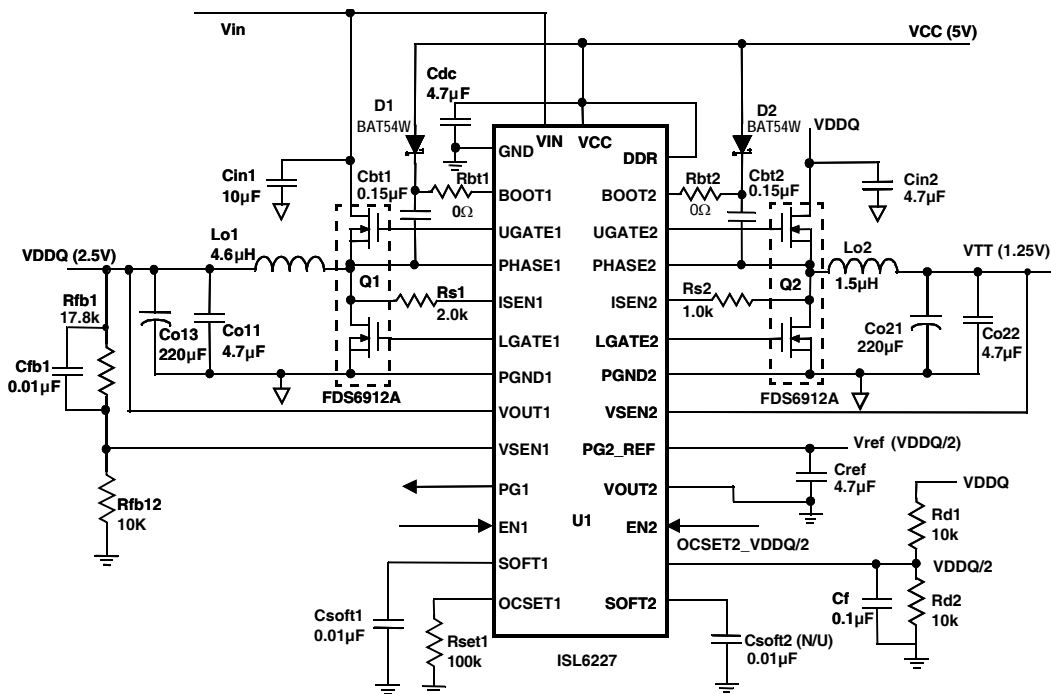 Vin
VCC (5V)
Cdc
4.7µF
D1
BAT54W
D2
BAT54W
VDDQ
VIN
VCC
GND
DDR
Cin1
10µF
Cbt1
0.15µF
Rbt1
0Ω
BOOT1
BOOT2
Rbt2
0Ω
Cbt2
0.15µF
Cin2
4.7µF
UGATE1
UGATE2
Lo1
4.6µH
VDDQ (2.5V)
PHASE1
PHASE2
Lo2
1.5µH
VTT (1.25V)
Q1
Q2
Rfb1
17.8k
Rs1
2.0k
ISEN1
ISEN2
Rs2
1.0k
Co13
220µF
Co11
4.7µF
LGATE1
LGATE2
Co21
220µF
Co22
4.7µF
Cfb1
0.01µF
PGND1
PGND2
FDS6912A
FDS6912A
VOUT1
VSEN2
VSEN1
PG2_REF
Vref (VDDQ/2)
Cref
4.7µF
PG1
VOUT2
VDDQ
Rfb12
10K
U1
EN1
EN2
Rd1
10k
OCSET2_VDDQ/2
SOFT1
VDDQ/2
OCSET1
SOFT2
Cf
0.1µF
Rd2
10k
Csoft1
0.01µF
Rset1
100k
Csoft2 (N/U)
0.01µF
ISL6227